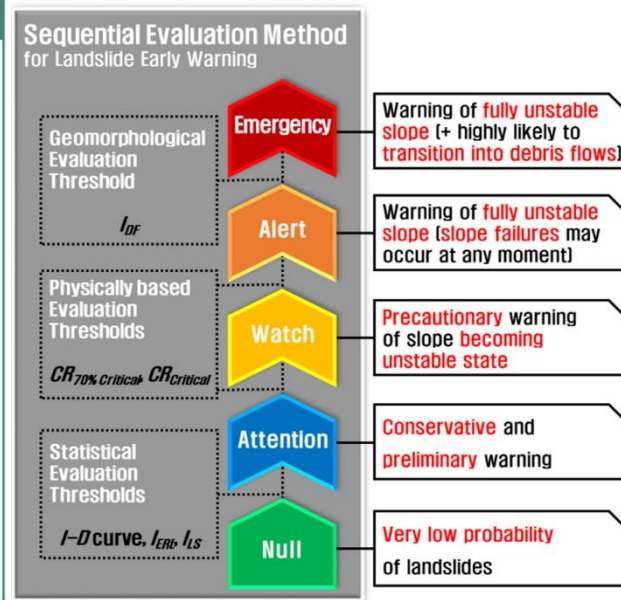 Sequential Evaluation Method
for Landslide Early Warning
Geomorphological
Evaluation
Threshold
I_DF
Physically based
Evaluation
Thresholds
CR_70% Critical, CR_Critical
Statistical
Evaluation
Thresholds
I-D curve, I_ERI, I_LS
Emergency
Alert
Watch
Attention
Null
Warning of fully unstable
slope (+ highly likely to
transition into debris flows)
Warning of fully unstable
slope (slope failures may
occur at any moment)
Precautionary warning
of slope becoming
unstable state
Conservative and
preliminary warning
Very low probability
of landslides